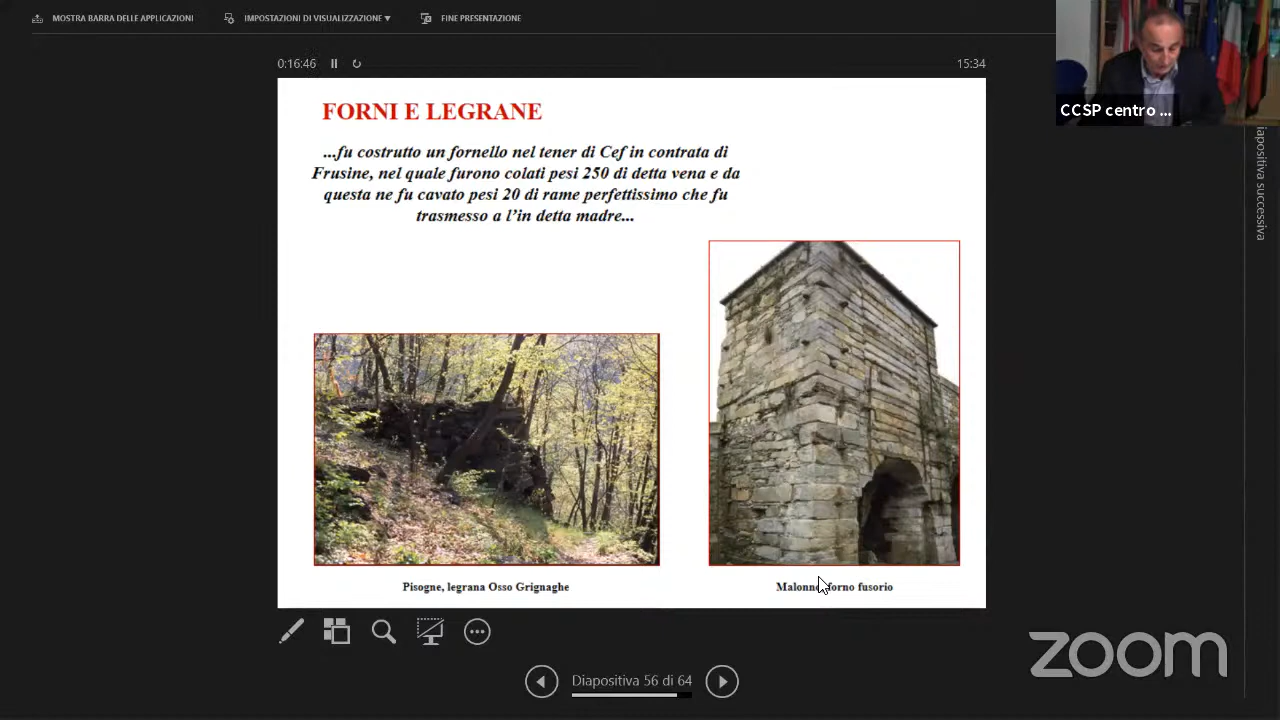 MOSTRA BARRA DELLE APPLICAZIONI
IMPOSTAZIONI DI VISUALIZZAZIONE ▼
FINE PRESENTAZIONE
0:16:46
15:34
CCSP centro ...
iapositiva successiva
FORNI E LEGRANE
...fu costrutto un fornello nel tener di Cef in contrata di
Frusine, nel quale furono colati pesi 250 di detta vena e da
questa ne fu cavato pesi 20 di rame perfettissimo che fu
trasmesso a l'in detta madre...
Pisogne, legrana Osso Grignaghe
Malonno, forno fusorio
Diapositiva 56 di 64
zoom